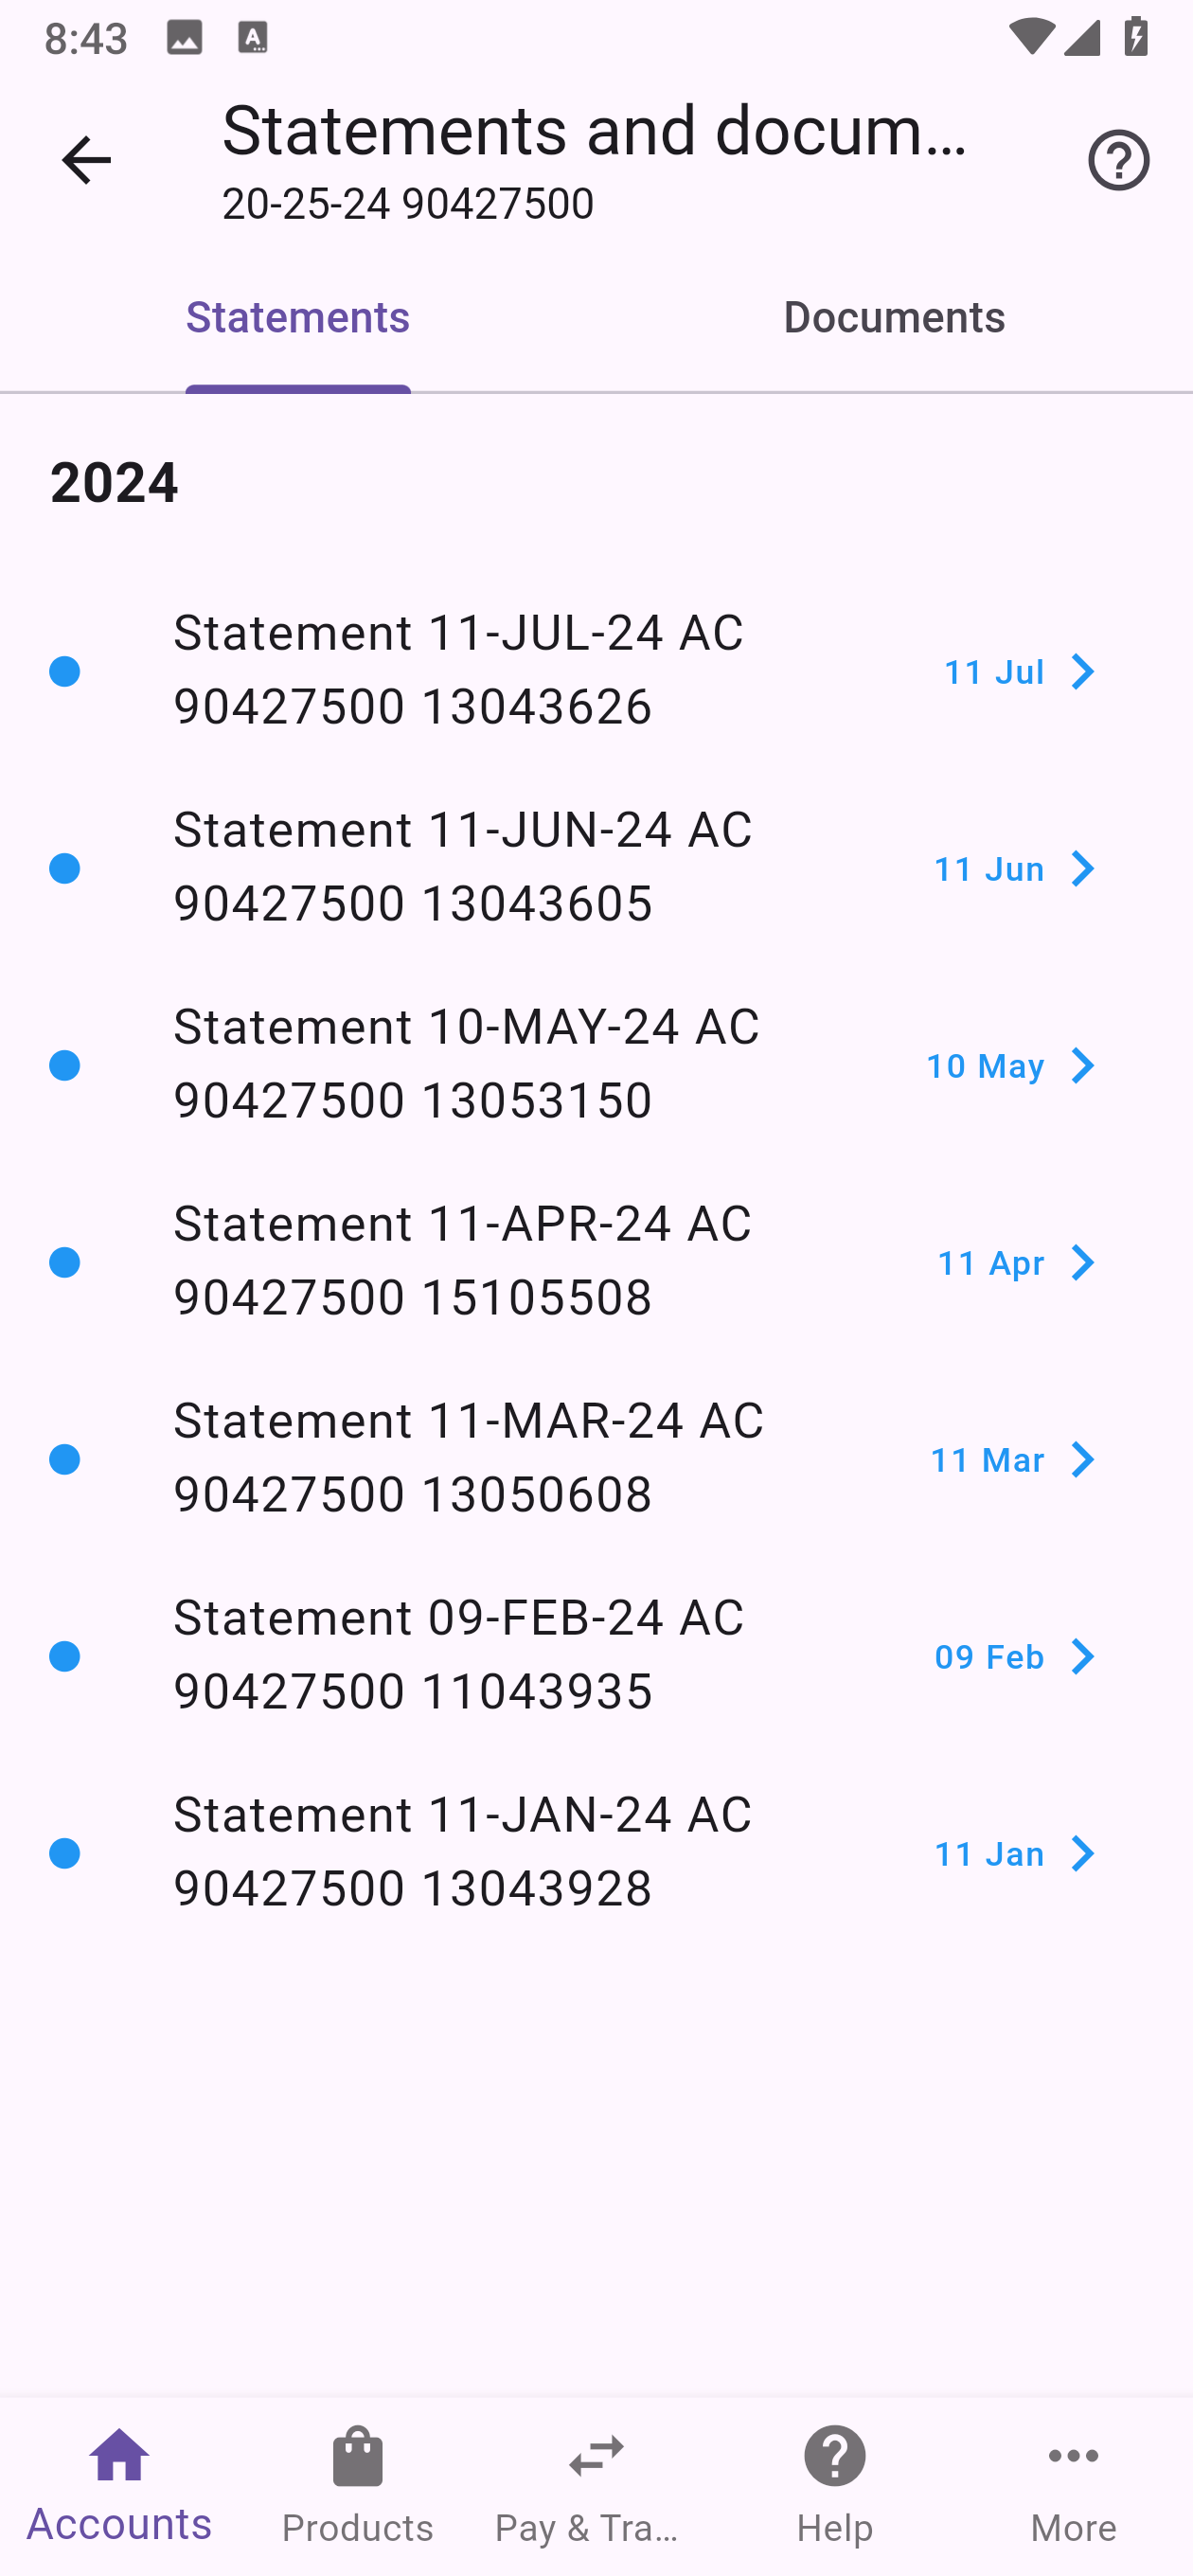 8:43
Statements and docum...
20-25-24 90427500
Statements
Documents
2024
Statement 11-JUL-24 AC
90427500 13043626
11 Jul
Statement 11-JUN-24 AC
90427500 13043605
11 Jun
Statement 10-MAY-24 AC
90427500 13053150
10 May
Statement 11-APR-24 AC
90427500 15105508
11 Apr
Statement 11-MAR-24 AC
90427500 13050608
11 Mar
Statement 09-FEB-24 AC
90427500 11043935
09 Feb
Statement 11-JAN-24 AC
90427500 13043928
11 Jan
Accounts
Products
Pay & Tra...
Help
More